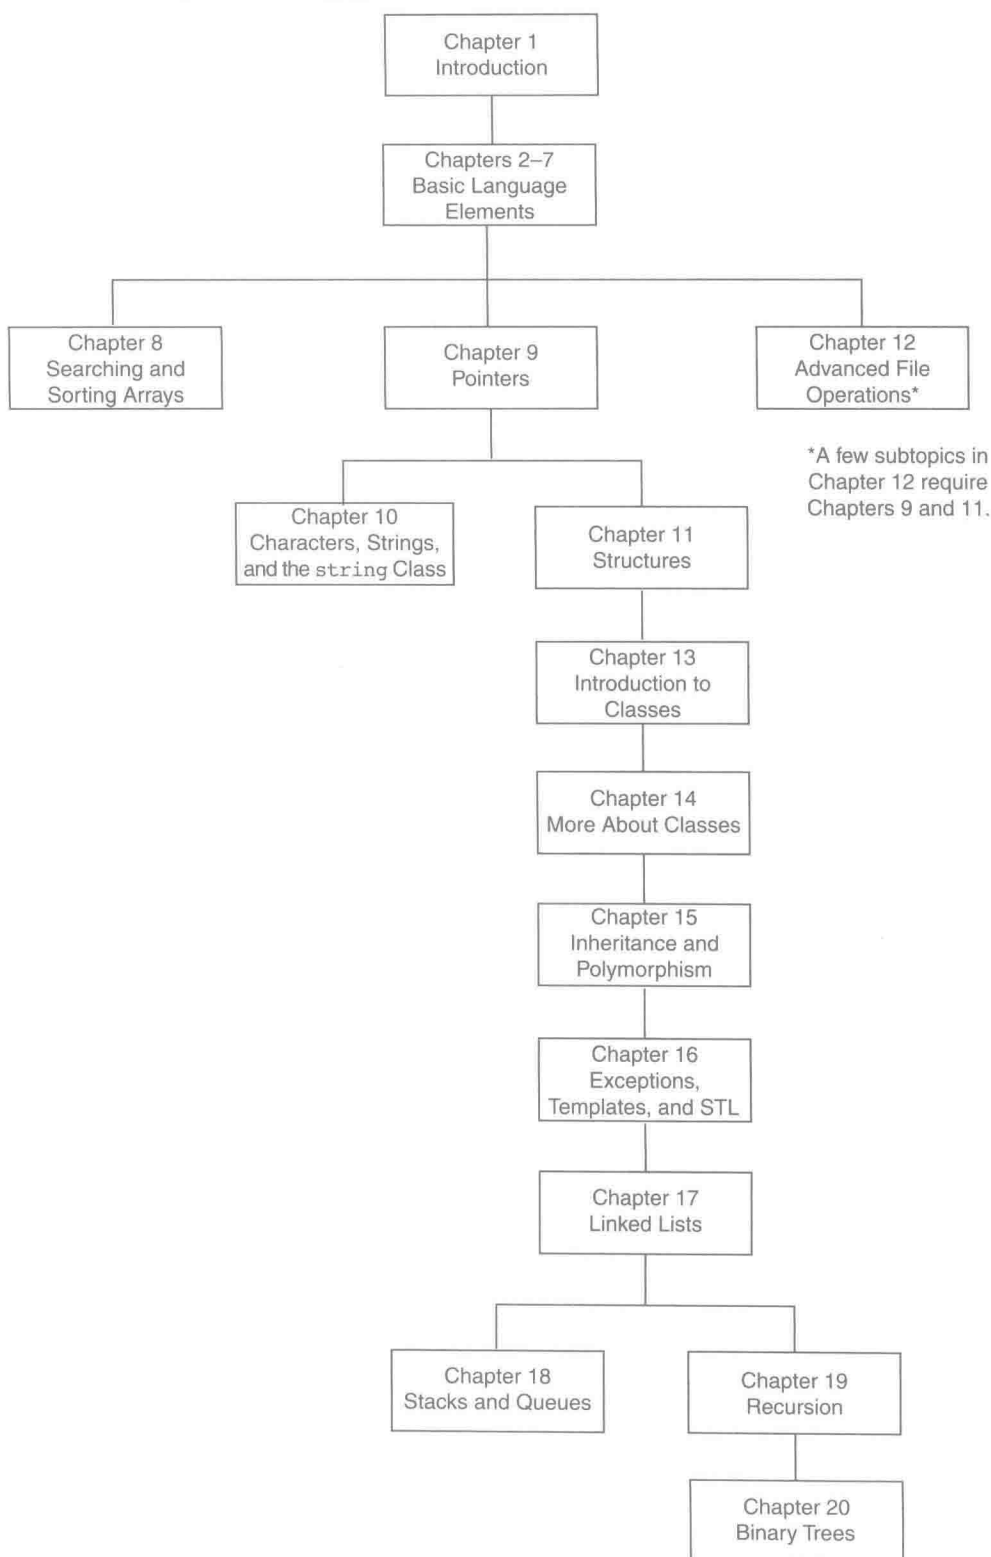 Chapter 1
Introduction
Chapters 2–7
Basic Language
Elements
Chapter 8
Searching and
Sorting Arrays
Chapter 9
Pointers
Chapter 12
Advanced File
Operations*
*A few subtopics in
Chapter 12 require
Chapters 9 and 11.
Chapter 10
Characters, Strings,
and the string Class
Chapter 11
Structures
Chapter 13
Introduction to
Classes
Chapter 14
More About Classes
Chapter 15
Inheritance and
Polymorphism
Chapter 16
Exceptions,
Templates, and STL
Chapter 17
Linked Lists
Chapter 18
Stacks and Queues
Chapter 19
Recursion
Chapter 20
Binary Trees